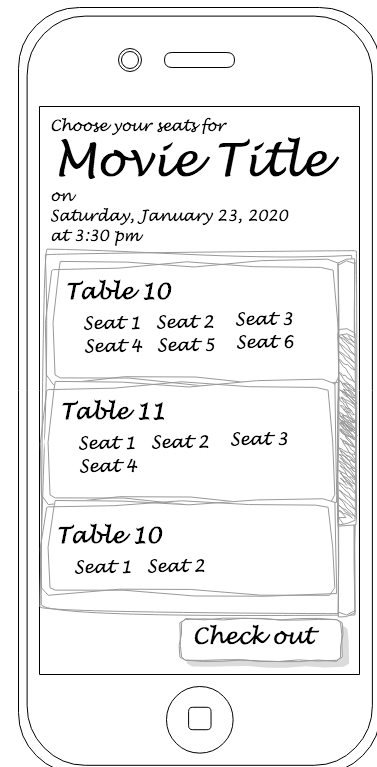 Choose your seats for
Movie Title
on
Saturday, January 23, 2020
at 3:30 pm
Table 10
Seat 1 Seat 2 Seat 3
Seat 4 Seat 5 Seat 6
Table 11
Seat 1 Seat 2 Seat 3
Seat 4
Table 10
Seat 1 Seat 2
Check out